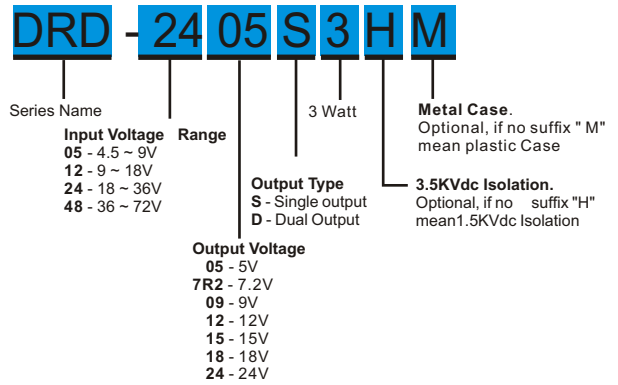 DRD - 24 05 S 3 H M
Series Name
Input Voltage Range
05 - 4.5 ~ 9V
12 - 9 ~ 18V
24 - 18 ~ 36V
48 - 36 ~ 72V
Output Voltage
05 - 5V
7R2 - 7.2V
09 - 9V
12 - 12V
15 - 15V
18 - 18V
24 - 24V
Output Type
S - Single output
D - Dual Output
3 Watt
Metal Case.
Optional, if no suffix " M"
mean plastic Case
3.5KVdc Isolation.
Optional, if no suffix "H"
mean1.5KVdc Isolation